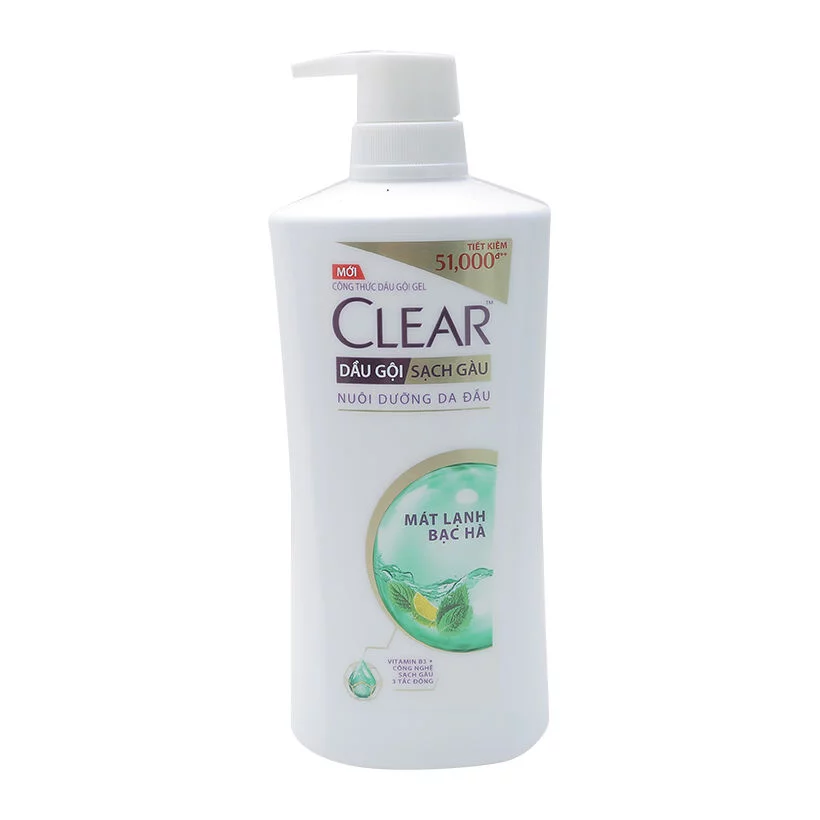 TIẾT KIỆM
51,000đ**
MỚI
CÔNG THỨC DẦU GỘI GEL
CLEAR™
DẦU GỘI SẠCH GÀU
NUÔI DƯỠNG DA ĐẦU
MÁT LẠNH
BẠC HÀ
VITAMIN B3 +
CÔNG NGHỆ
SẠCH GÀU
3 TÁC ĐỘNG